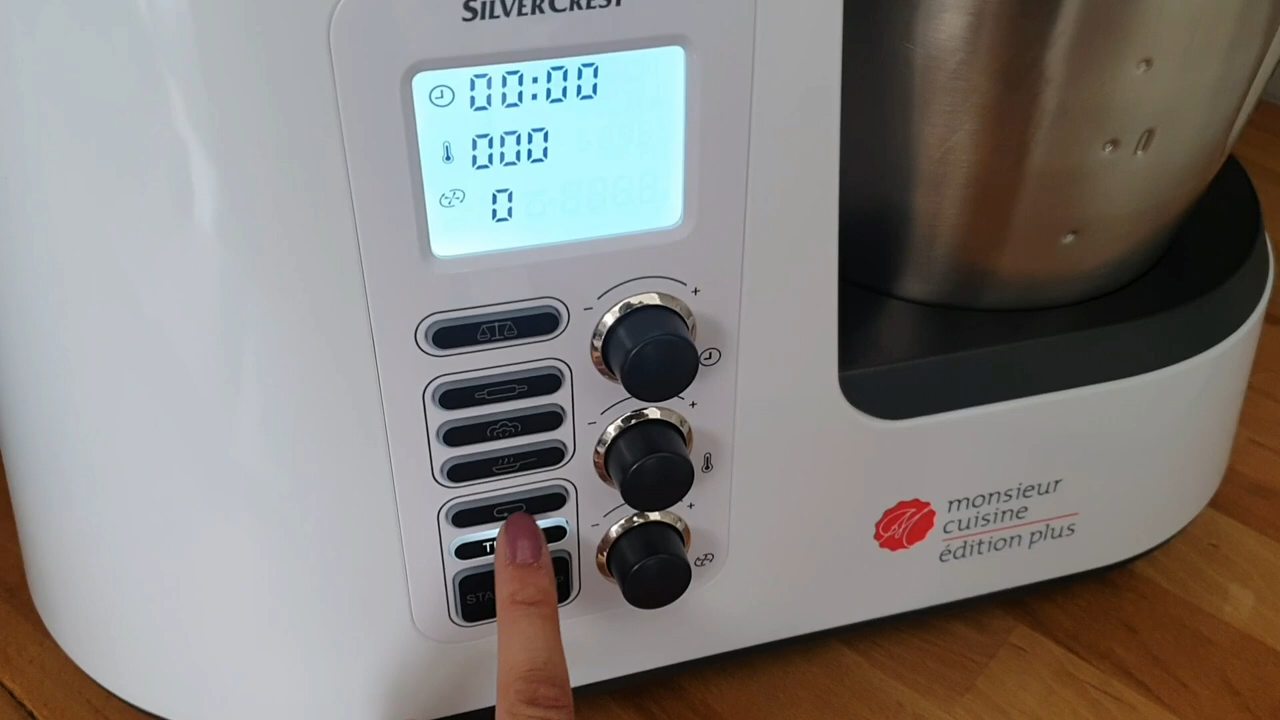 SILVERCREST
00:00
000
0
monsieur
cuisine
édition plus